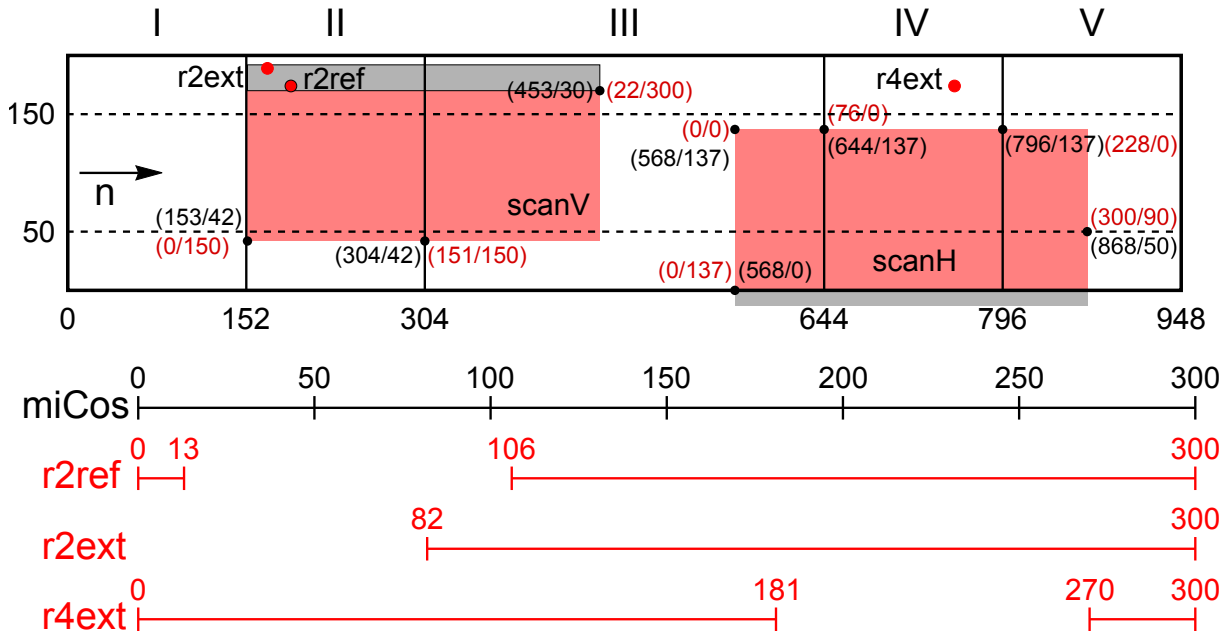 I II III IV V
r2ext r2ref (453/30) (22/300) r4ext
150
(76/0)
(0/0) (644/137) (796/137) (228/0)
(568/137)
n
(153/42) scanV (300/90)
50 (0/150) (868/50)
(304/42) (151/150) (0/137) (568/0) scanH
0 152 304 644 796 948
0 50 100 150 200 250 300
miCos
0 13 106 300
r2ref
82 300
r2ext
0 181 270 300
r4ext